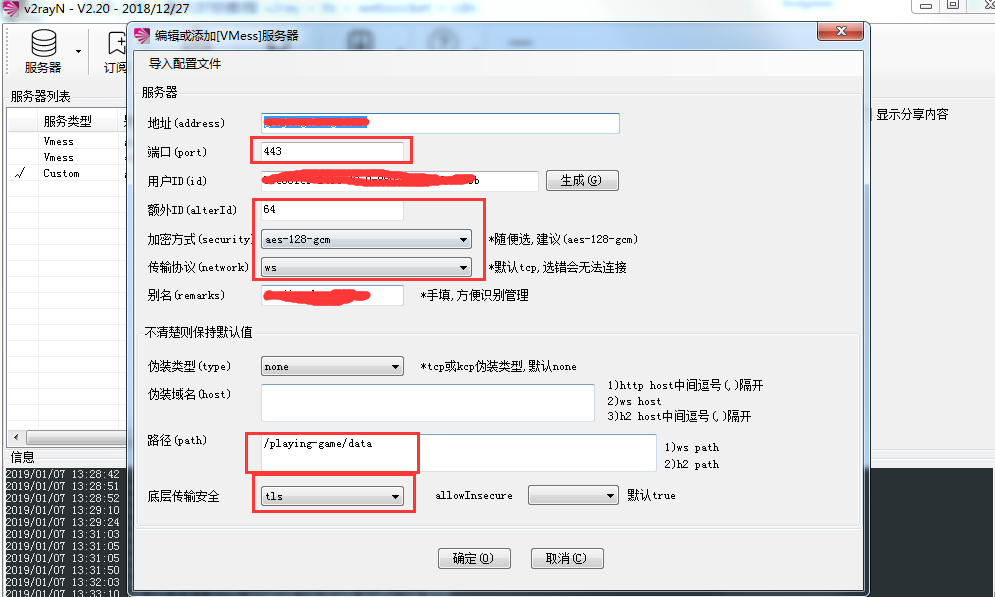 v2rayN - V2.20 - 2018/12/27
服务器
订阅
服务器列表
服务类型
Vmess
Vmess
Custom
显示分享内容
编辑或添加[VMess]服务器
导入配置文件
服务器
地址(address)
端口(port)
443
用户ID(id)
生成(G)
额外ID(alterId)
64
加密方式(security)
aes-128-gcm
*随便选,建议(aes-128-gcm)
传输协议(network)
ws
*默认tcp,选错会无法连接
别名(remarks)
*手填,方便识别管理
不清楚则保持默认值
伪装类型(type)
none
*tcp或kcp伪装类型,默认none
伪装域名(host)
1)http host中间逗号(,)隔开
2)ws host
3)h2 host中间逗号(,)隔开
路径(path)
/playing-game/data
1)ws path
2)h2 path
底层传输安全
tls
allowInsecure
默认true
确定(O)
取消(C)
信息
2019/01/07 13:28:42
2019/01/07 13:28:51
2019/01/07 13:28:52
2019/01/07 13:29:10
2019/01/07 13:29:24
2019/01/07 13:31:03
2019/01/07 13:31:05
2019/01/07 13:31:05
2019/01/07 13:31:50
2019/01/07 13:32:03
2019/01/07 13:33:10